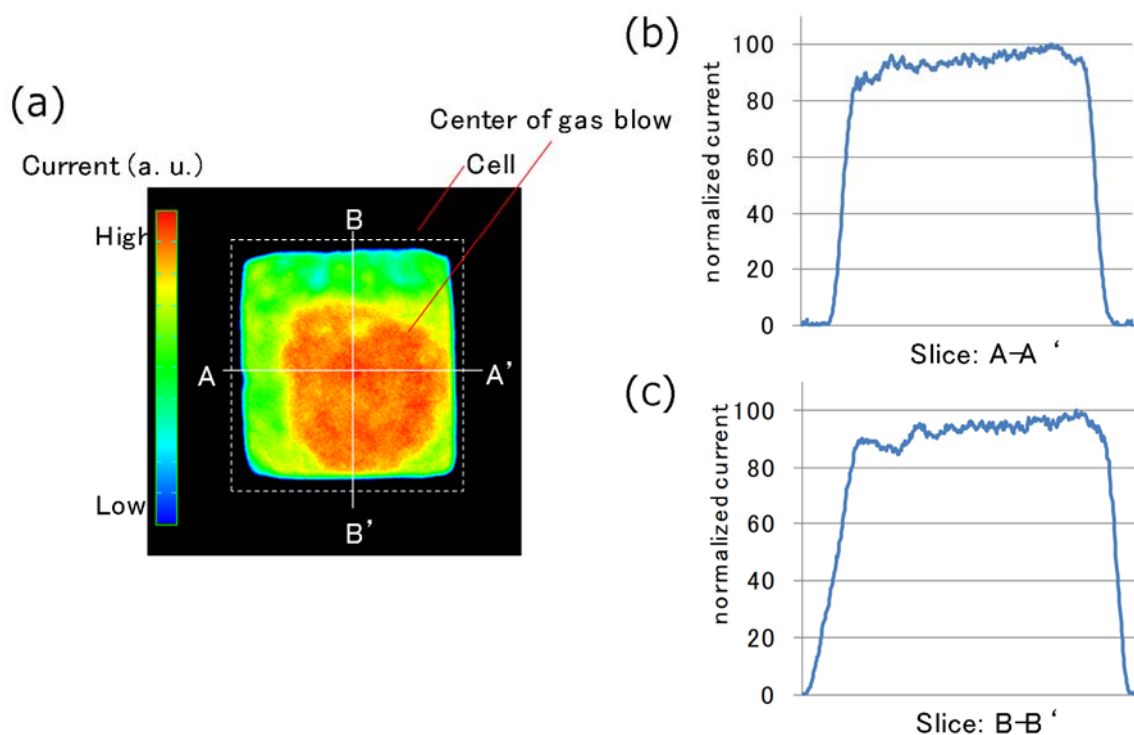 (a)
Current (a. u.)
High
Low
Center of gas blow
Cell
B
A
A’
B’
(b)
normalized current
100
80
60
40
20
0
Slice: A-A ‘
(c)
normalized current
100
80
60
40
20
0
Slice: B-B ‘